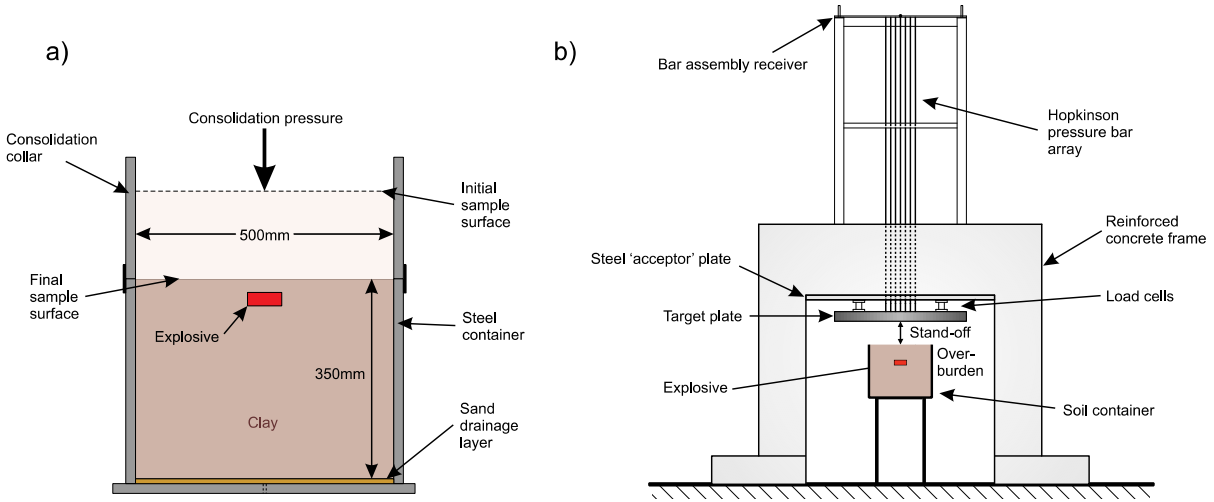 a)
Consolidation pressure
Consolidation
collar
Initial
sample
surface
500mm
Final
sample
surface
Explosive
Steel
container
350mm
Clay
Sand
drainage
layer
b)
Bar assembly receiver
Hopkinson
pressure bar
array
Reinforced
concrete frame
Steel ‘acceptor’ plate
Load cells
Target plate
Stand-off
Over-
burden
Explosive
Soil container